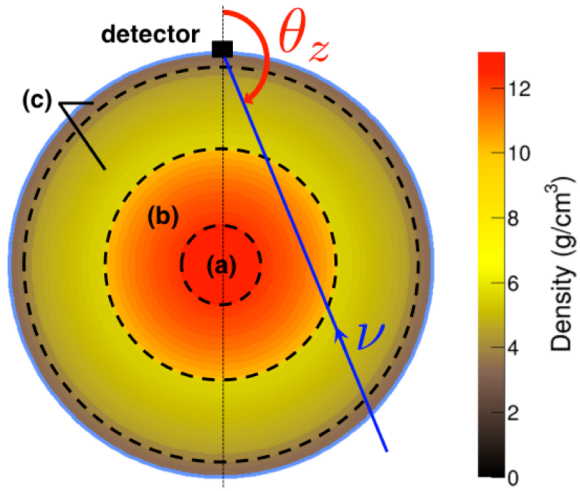 detector
θz
(c)
(b)
(a)
ν
12
10
8
6
4
2
0
Density (g/cm³)